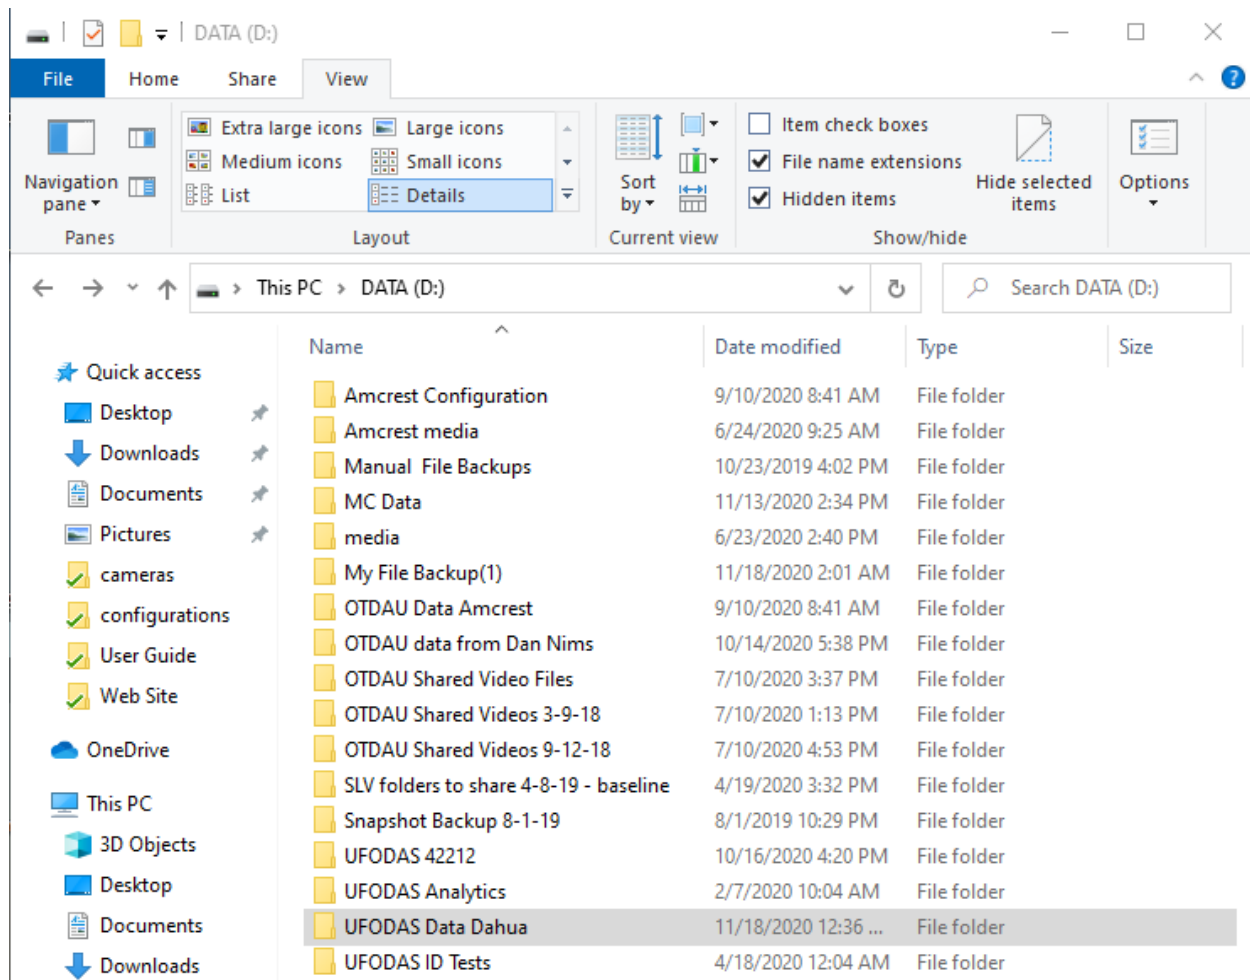 DATA (D:)
File Home Share View
Extra large icons Large icons
Medium icons Small icons
List Details
Navigation pane
Sort by
Item check boxes
File name extensions
Hidden items
Hide selected items
Options
Panes Layout Current view Show/hide
This PC > DATA (D:)
Search DATA (D:)
Name Date modified Type Size
Quick access
Desktop
Downloads
Documents
Pictures
cameras
configurations
User Guide
Web Site
OneDrive
This PC
3D Objects
Desktop
Documents
Downloads
Amcrest Configuration 9/10/2020 8:41 AM File folder
Amcrest media 6/24/2020 9:25 AM File folder
Manual  File Backups 10/23/2019 4:02 PM File folder
MC Data 11/13/2020 2:34 PM File folder
media 6/23/2020 2:40 PM File folder
My File Backup(1) 11/18/2020 2:01 AM File folder
OTDAU Data Amcrest 9/10/2020 8:41 AM File folder
OTDAU data from Dan Nims 10/14/2020 5:38 PM File folder
OTDAU Shared Video Files 7/10/2020 3:37 PM File folder
OTDAU Shared Videos 3-9-18 7/10/2020 1:13 PM File folder
OTDAU Shared Videos 9-12-18 7/10/2020 4:53 PM File folder
SLV folders to share 4-8-19 - baseline 4/19/2020 3:32 PM File folder
Snapshot Backup 8-1-19 8/1/2019 10:29 PM File folder
UFODAS 42212 10/16/2020 4:20 PM File folder
UFODAS Analytics 2/7/2020 10:04 AM File folder
UFODAS Data Dahua 11/18/2020 12:36 ... File folder
UFODAS ID Tests 4/18/2020 12:04 AM File folder